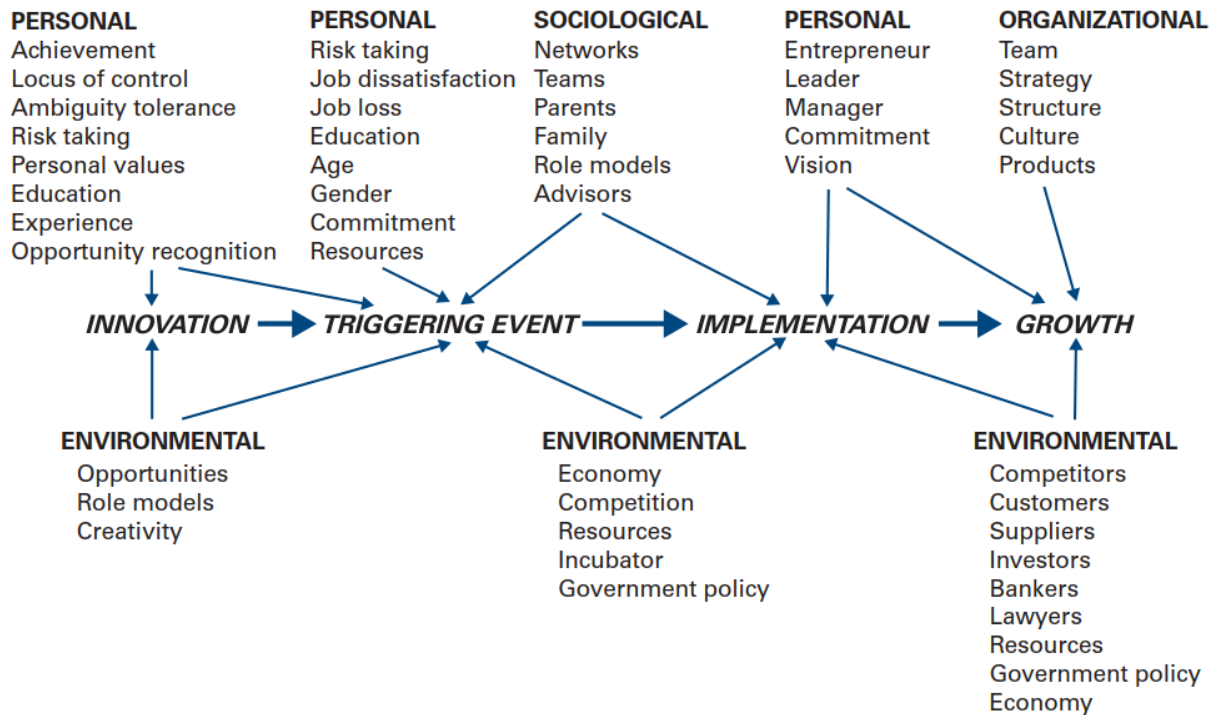 PERSONAL
Achievement
Locus of control
Ambiguity tolerance
Risk taking
Personal values
Education
Experience
Opportunity recognition
PERSONAL
Risk taking
Job dissatisfaction
Job loss
Education
Age
Gender
Commitment
Resources
SOCIOLOGICAL
Networks
Teams
Parents
Family
Role models
Advisors
PERSONAL
Entrepreneur
Leader
Manager
Commitment
Vision
ORGANIZATIONAL
Team
Strategy
Structure
Culture
Products
INNOVATION
TRIGGERING EVENT
IMPLEMENTATION
GROWTH
ENVIRONMENTAL
Opportunities
Role models
Creativity
ENVIRONMENTAL
Economy
Competition
Resources
Incubator
Government policy
ENVIRONMENTAL
Competitors
Customers
Suppliers
Investors
Bankers
Lawyers
Resources
Government policy
Economy